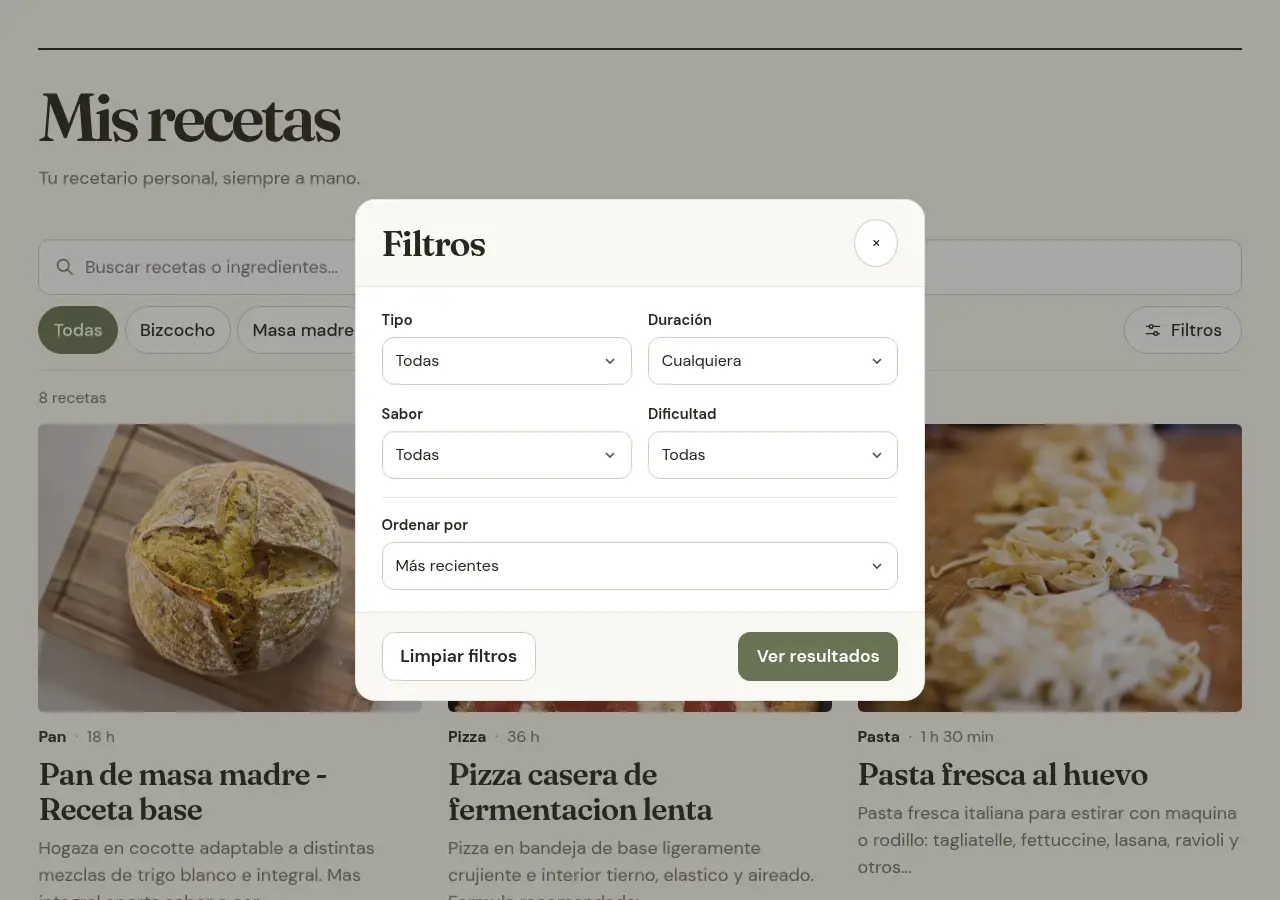 Mis recetas
Tu recetario personal, siempre a mano.
Buscar recetas o ingredientes...
Todas
Bizcocho
Masa madre
Filtros
8 recetas
Filtros
×
Tipo
Duración
Todas
Cualquiera
Sabor
Dificultad
Todas
Todas
Ordenar por
Más recientes
Limpiar filtros
Ver resultados
Pan · 18 h
Pan de masa madre -
Receta base
Hogaza en cocotte adaptable a distintas
mezclas de trigo blanco e integral. Mas
Pizza · 36 h
Pizza casera de
fermentacion lenta
Pizza en bandeja de base ligeramente
crujiente e interior tierno, elastico y aireado.
Pasta · 1 h 30 min
Pasta fresca al huevo
Pasta fresca italiana para estirar con maquina
o rodillo: tagliatelle, fettuccine, lasana, ravioli y
otros...